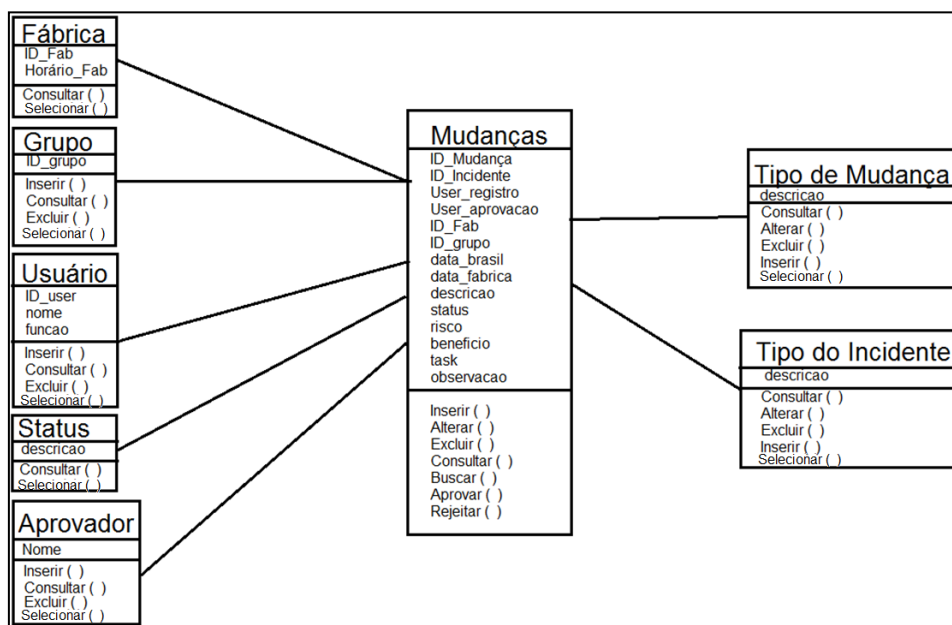 Fábrica
ID_Fab
Horário_Fab
Consultar ( )
Selecionar ( )
Grupo
ID_grupo
Inserir ( )
Consultar ( )
Excluir ( )
Selecionar ( )
Usuário
ID_user
nome
funcao
Inserir ( )
Consultar ( )
Excluir ( )
Selecionar ( )
Status
descricao
Consultar ( )
Selecionar ( )
Aprovador
Nome
Inserir ( )
Consultar ( )
Excluir ( )
Selecionar ( )
Mudanças
ID_Mudança
ID_Incidente
User_registro
User_aprovacao
ID_Fab
ID_grupo
data_brasil
data_fabrica
descricao
status
risco
beneficio
task
observacao
Inserir ( )
Alterar ( )
Excluir ( )
Consultar ( )
Buscar ( )
Aprovar ( )
Rejeitar ( )
Tipo de Mudança
descricao
Consultar ( )
Alterar ( )
Excluir ( )
Inserir ( )
Selecionar ( )
Tipo do Incidente
descricao
Consultar ( )
Alterar ( )
Excluir ( )
Inserir ( )
Selecionar ( )